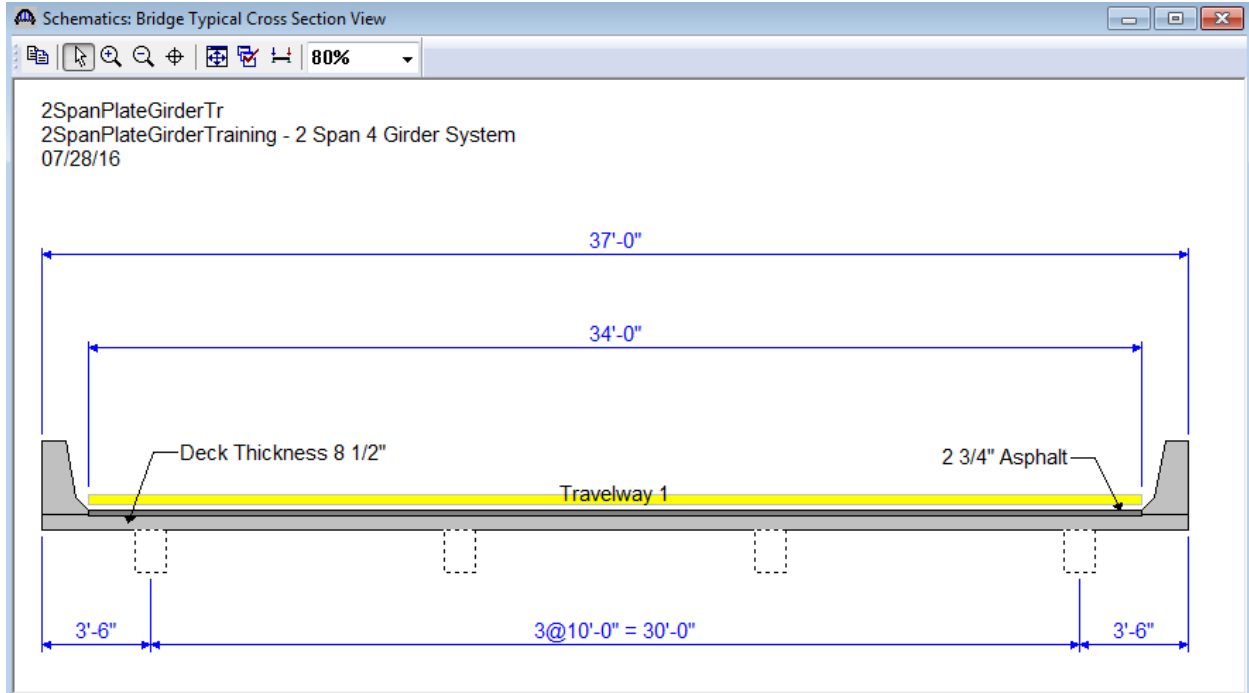 Schematics: Bridge Typical Cross Section View
80%
2SpanPlateGirderTr
2SpanPlateGirderTraining - 2 Span 4 Girder System
07/28/16
37'-0"
34'-0"
Deck Thickness 8 1/2"
2 3/4" Asphalt
Travelway 1
3'-6"
3@10'-0" = 30'-0"
3'-6"